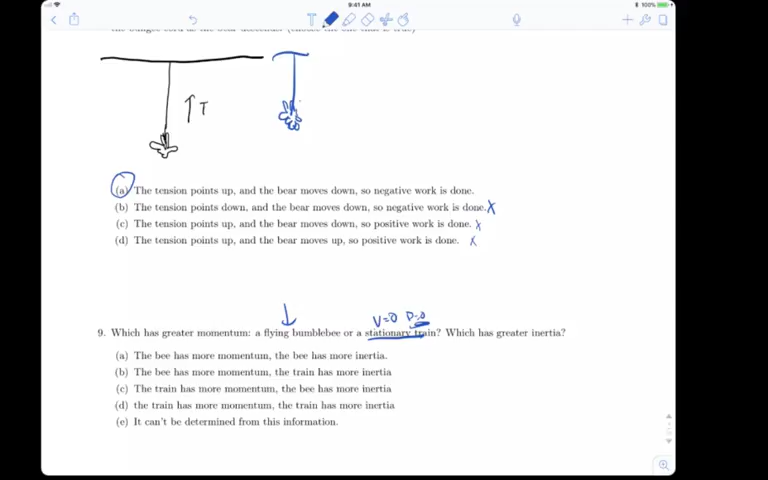 9:41 AM
100%
↑T
(a) The tension points up, and the bear moves down, so negative work is done.
(b) The tension points down, and the bear moves down, so negative work is done. X
(c) The tension points up, and the bear moves down, so positive work is done. X
(d) The tension points up, and the bear moves up, so positive work is done. X
V=0 P=0
9. Which has greater momentum: a flying bumblebee or a stationary train? Which has greater inertia?
(a) The bee has more momentum, the bee has more inertia.
(b) The bee has more momentum, the train has more inertia
(c) The train has more momentum, the bee has more inertia
(d) the train has more momentum, the train has more inertia
(e) It can't be determined from this information.